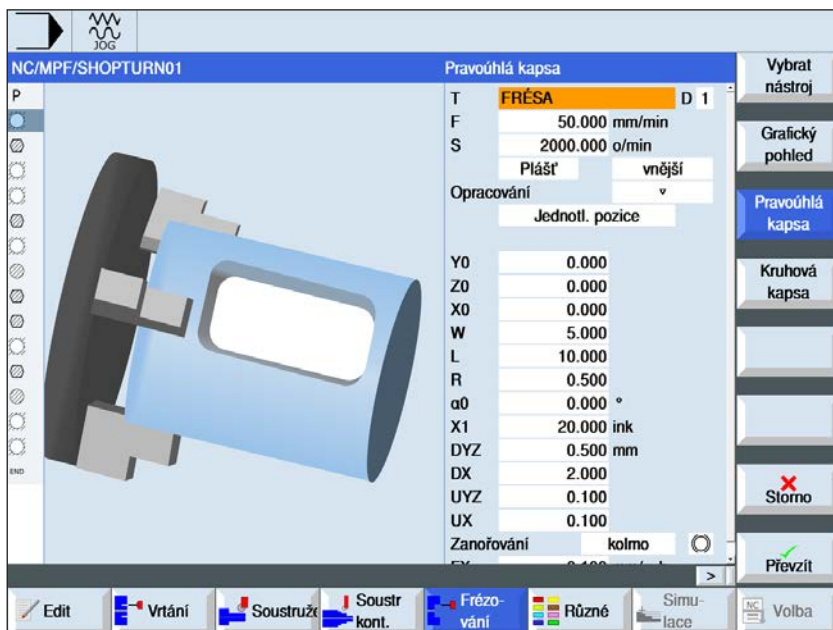 JOG
NC/MPF/SHOPTURN01
Pravoúhlá kapsa
P
END
T FRÉSA D 1
F 50.000 mm/min
S 2000.000 o/min
Plášť vnější
Opracování ▿
Jednotl. pozice
Y0 0.000
Z0 0.000
X0 0.000
W 5.000
L 10.000
R 0.500
α0 0.000 °
X1 20.000 ink
DYZ 0.500 mm
DX 2.000
UYZ 0.100
UX 0.100
Zanořování kolmo
>
Vybrat
nástroj
Grafický
pohled
Pravoúhlá
kapsa
Kruhová
kapsa
Storno
Převzít
Edit
Vrtání
Soustruže
Soustr
kont.
Frézo-
vání
Různé
Simu-
lace
NC
Volba